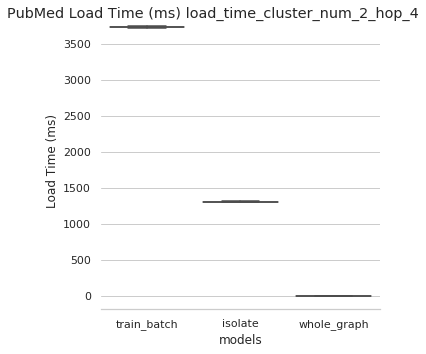 PubMed Load Time (ms) load_time_cluster_num_2_hop_4
3500
3000
2500
2000
1500
1000
500
0
Load Time (ms)
train_batch isolate whole_graph
models